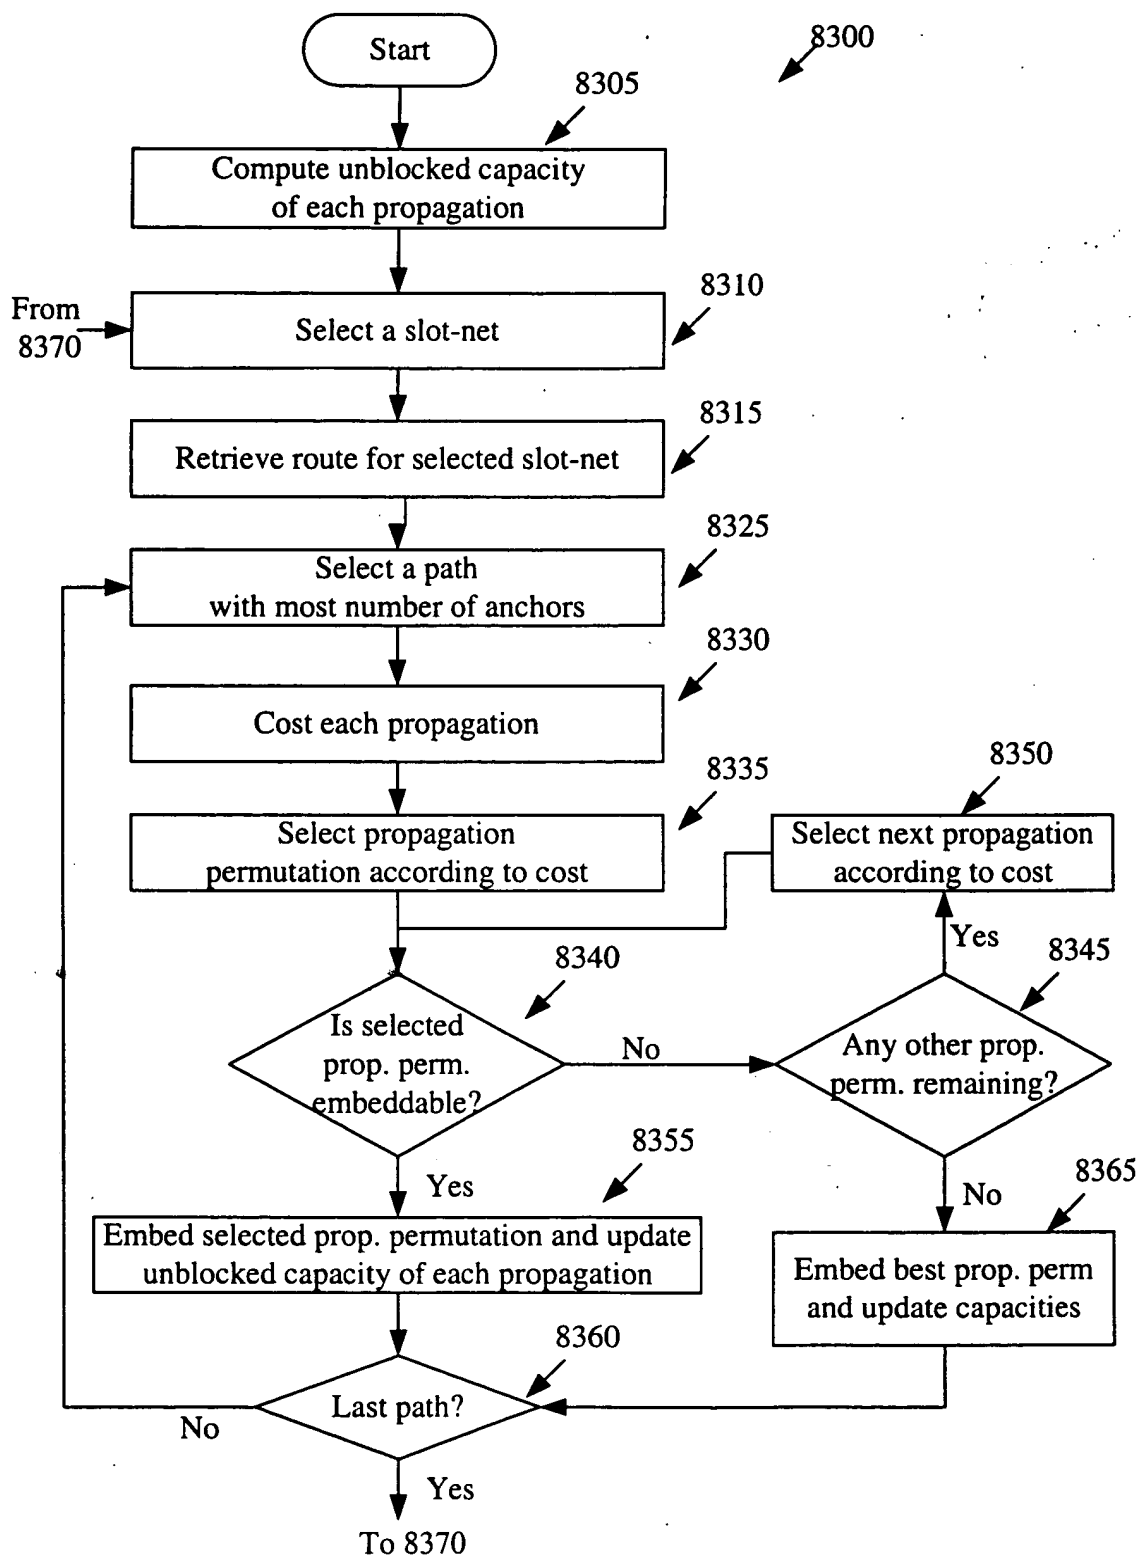 Start
8300
8305
Compute unblocked capacity
of each propagation
8310
From
8370
Select a slot-net
8315
Retrieve route for selected slot-net
8325
Select a path
with most number of anchors
8330
Cost each propagation
8335
8350
Select propagation
permutation according to cost
Select next propagation
according to cost
Yes
8340
8345
Is selected
prop. perm.
embeddable?
No
Any other prop.
perm. remaining?
8355
Yes
No
8365
Embed selected prop. permutation and update
unblocked capacity of each propagation
Embed best prop. perm
and update capacities
8360
Last path?
No
Yes
To 8370